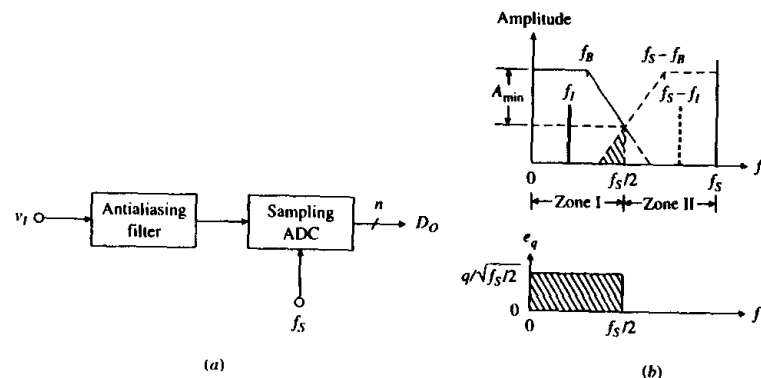 Amplitude
f_B
f_S – f_B
A_min
f_I
f_S – f_I
f
0
f_S/2
f_S
Zone I
Zone II
v_I
Antialiasing
filter
Sampling
ADC
n
D_O
f_S
e_q
q/√f_S/2
0
0
f_S/2
f
(a)
(b)